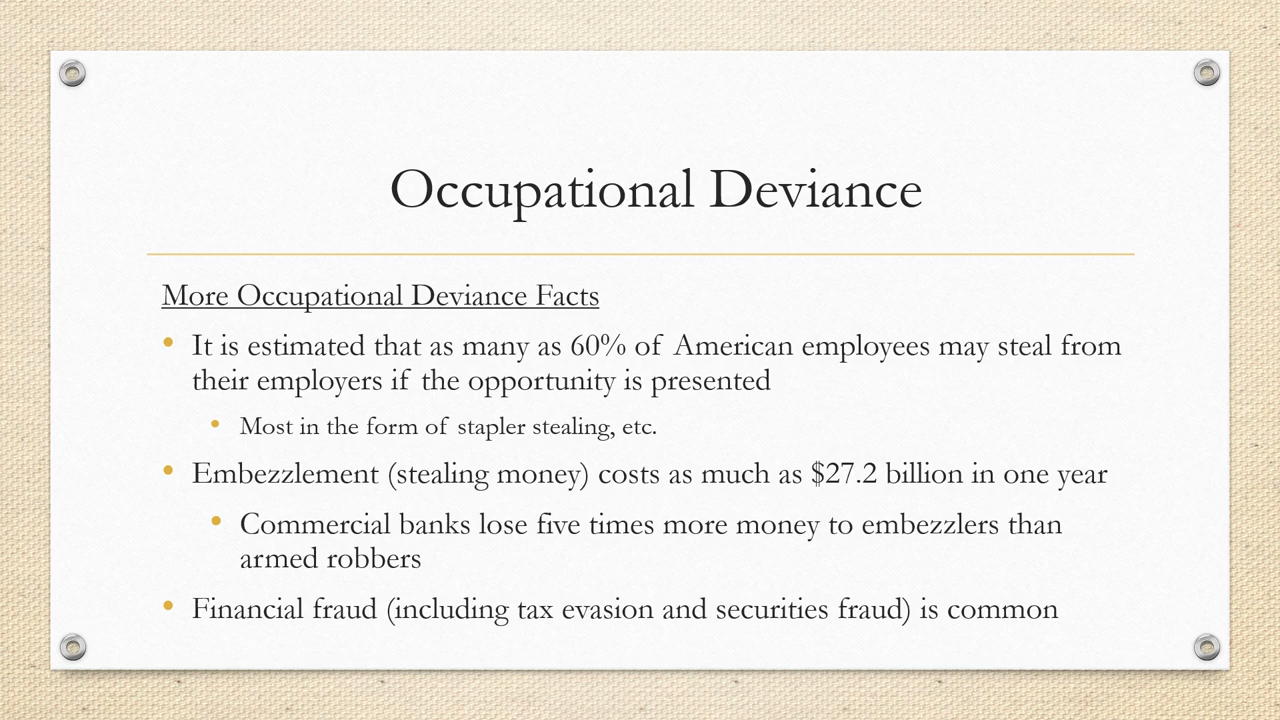 Occupational Deviance
More Occupational Deviance Facts
• It is estimated that as many as 60% of American employees may steal from
their employers if the opportunity is presented
• Most in the form of stapler stealing, etc.
• Embezzlement (stealing money) costs as much as $27.2 billion in one year
• Commercial banks lose five times more money to embezzlers than
armed robbers
• Financial fraud (including tax evasion and securities fraud) is common